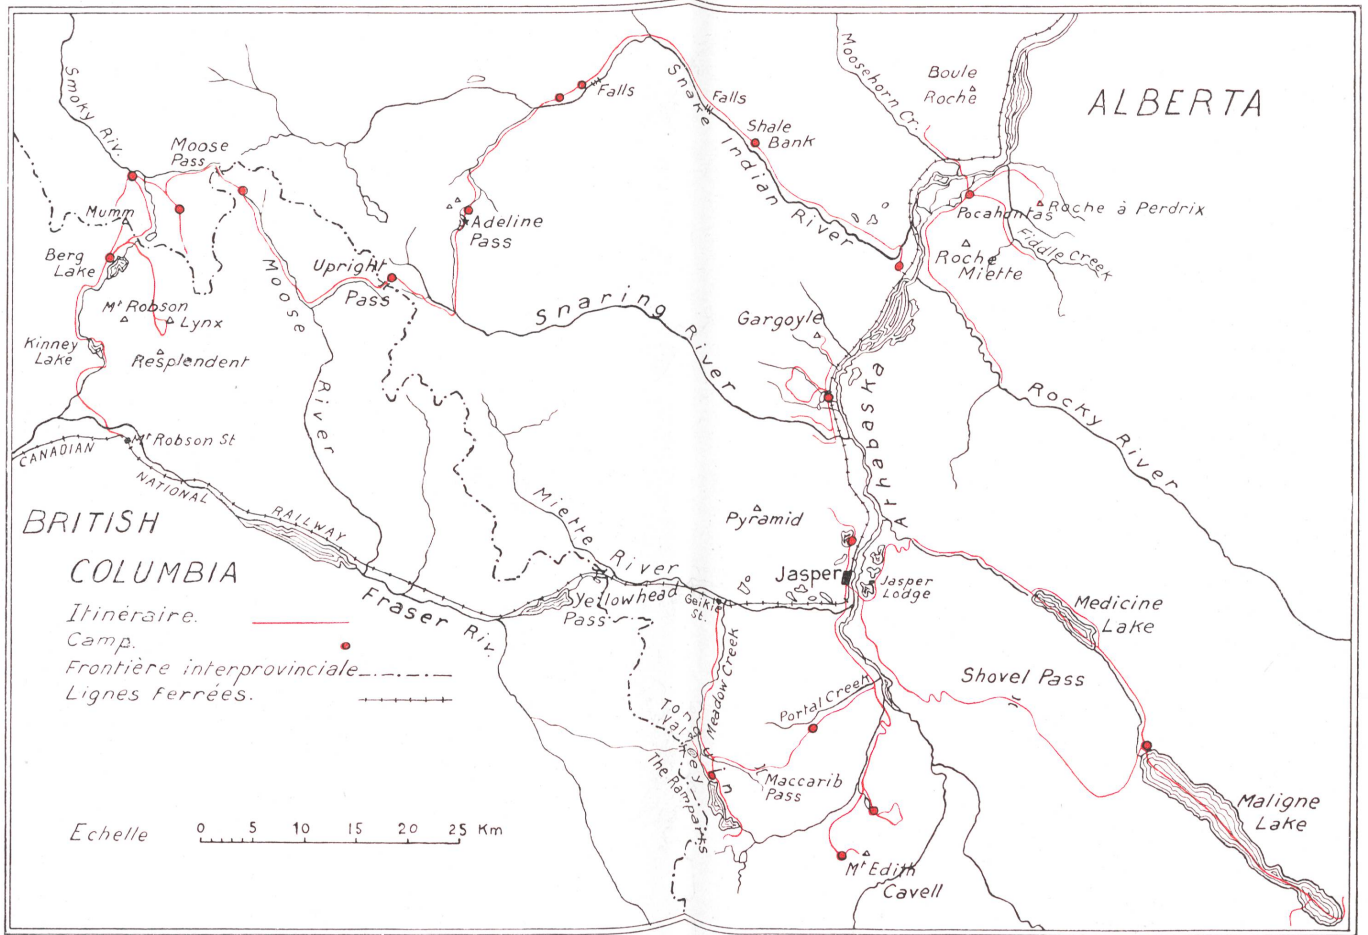 Smoky Riv.
Moose
Pass
Mumm
Berg
Lake
Mt Robson
Lynx
Kinney
Lake
Resplendent
Mt Robson St
CANADIAN
NATIONAL
RAILWAY
Moose
River
Upright
Pass
Adeline
Pass
Falls
Snake Indian River
Falls
Shale
Bank
Moosehorn Cr.
Boule
Roche
ALBERTA
Pocahontas
Roche à Perdrix
Roche
Miette
Fiddle Creek
Snaring River
Gargoyle
Athabaska
Rocky River
BRITISH
COLUMBIA
Miette River
Pyramid
Jasper
Jasper
Lodge
Yellowhead
Pass
Geikie
St.
Fraser Riv.
Medicine
Lake
Shovel Pass
Portal Creek
Meadow Creek
Tonquin
Valley
The Ramparts
Maccarib
Pass
Maligne
Lake
Mt Edith
Cavell
Itinéraire.
Camp.
Frontière interprovinciale
Lignes ferrées.
Echelle 0 5 10 15 20 25 Km